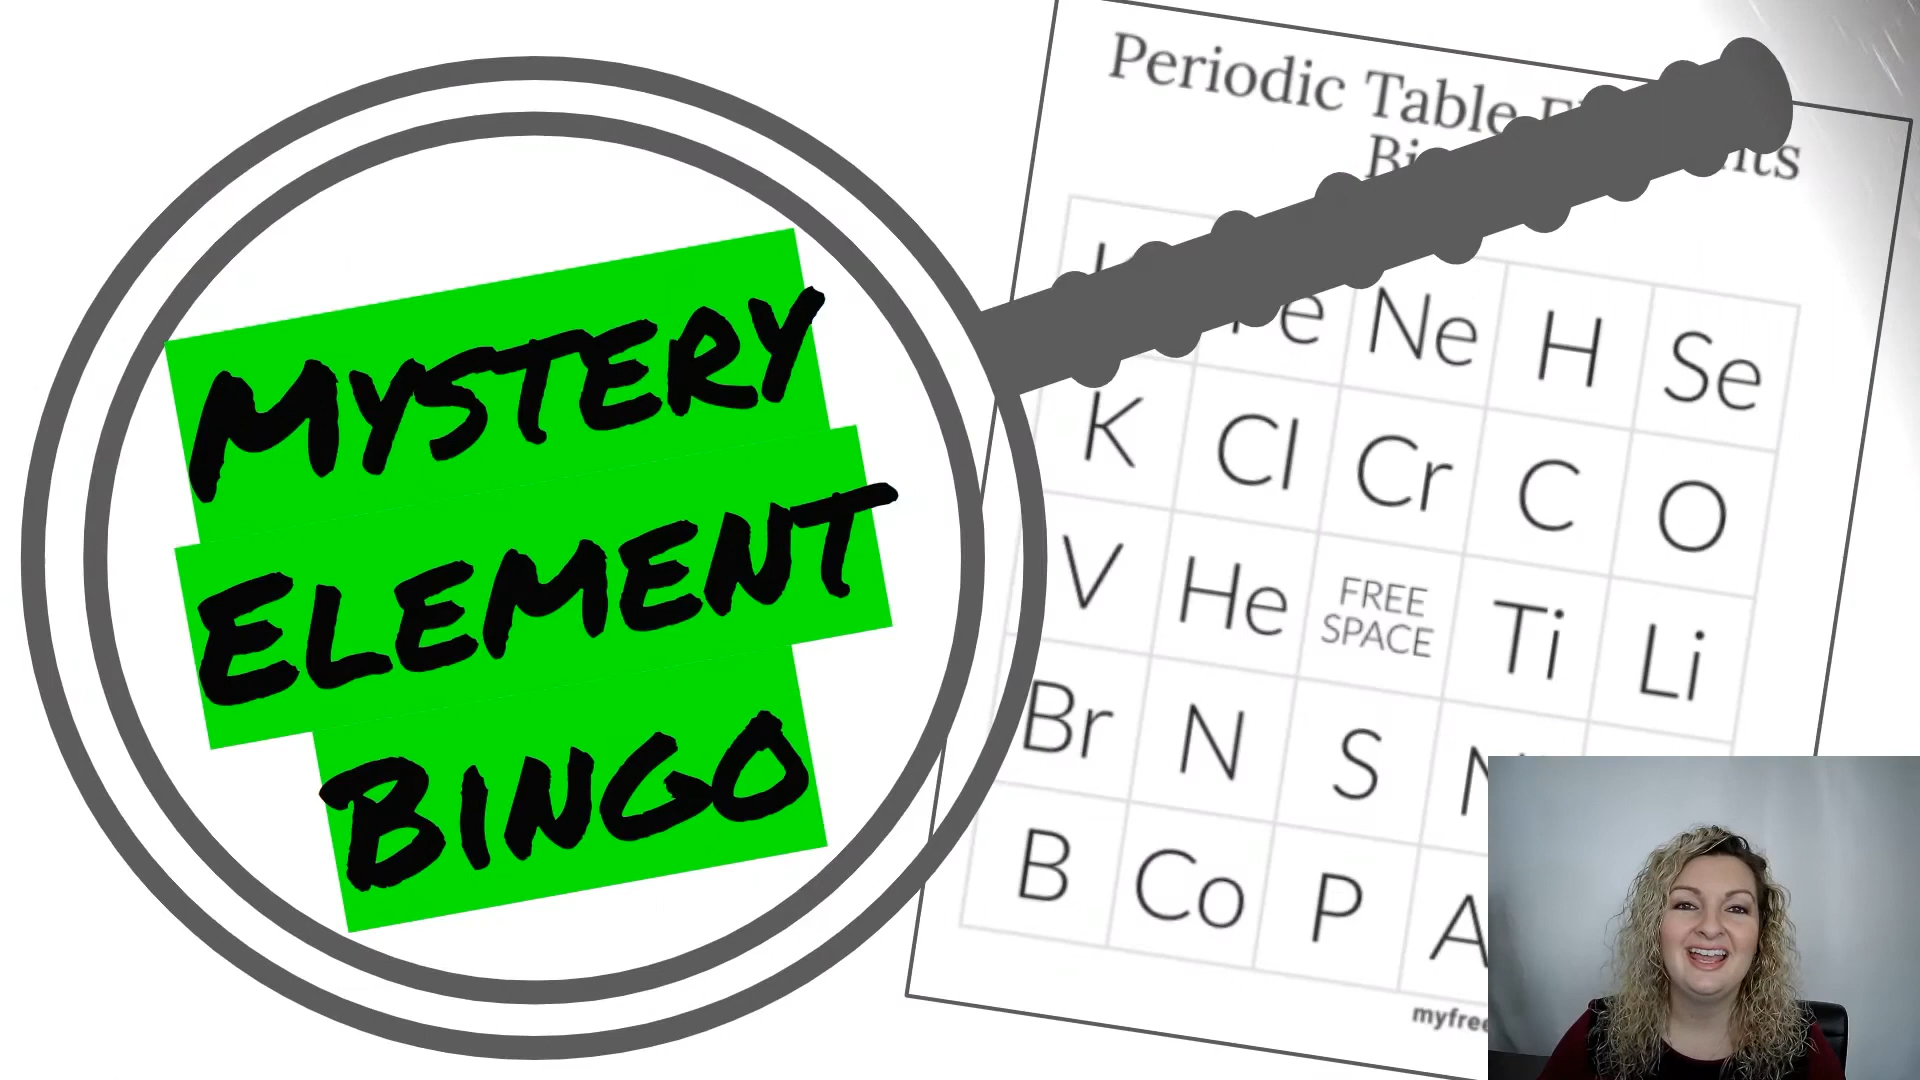 Mystery
Element
Bingo
Periodic Table
Ne H Se
K Cl Cr C O
V He FREE SPACE Ti Li
Br N S
B Co P